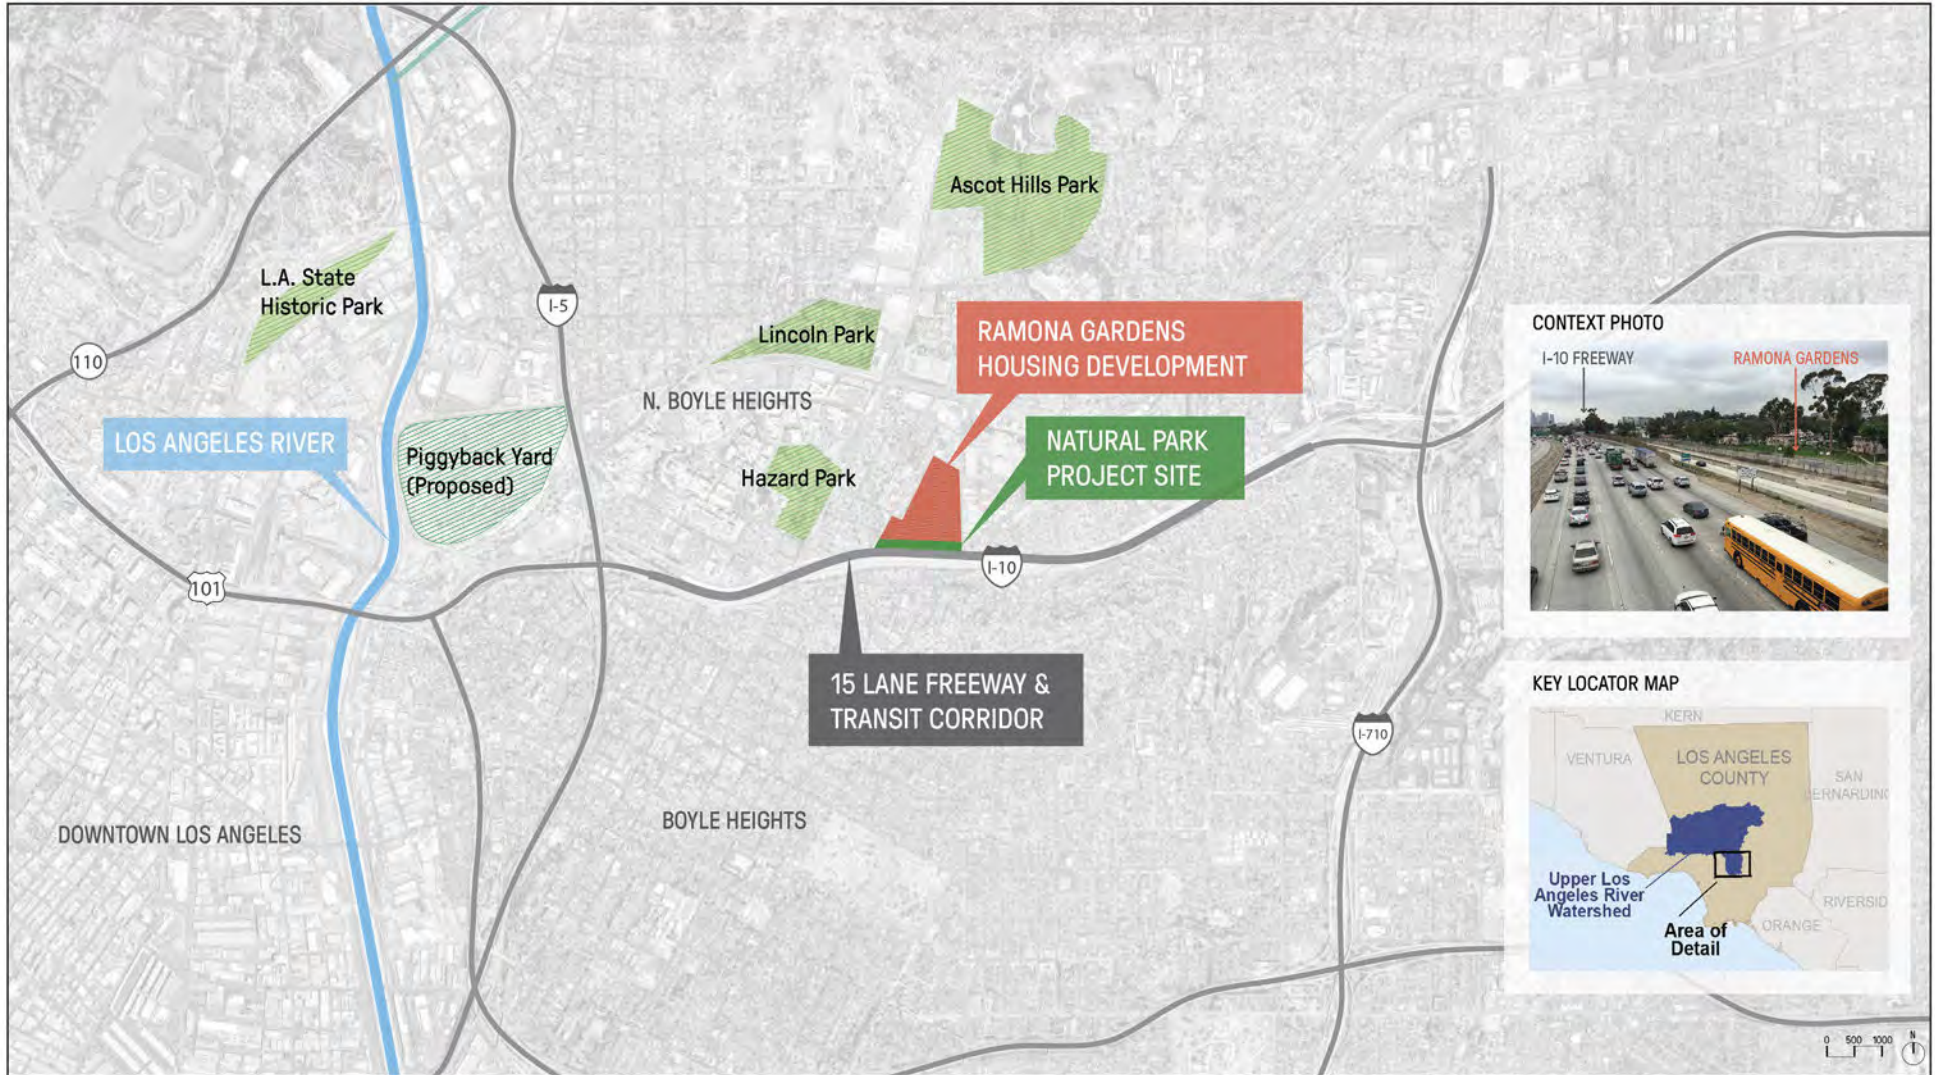 Ascot Hills Park
L.A. State
Historic Park
I-5
Lincoln Park
110
RAMONA GARDENS
HOUSING DEVELOPMENT
N. BOYLE HEIGHTS
LOS ANGELES RIVER
Piggyback Yard
(Proposed)
Hazard Park
NATURAL PARK
PROJECT SITE
101
I-10
15 LANE FREEWAY &
TRANSIT CORRIDOR
I-710
DOWNTOWN LOS ANGELES
BOYLE HEIGHTS
CONTEXT PHOTO
I-10 FREEWAY
RAMONA GARDENS
KEY LOCATOR MAP
KERN
VENTURA
LOS ANGELES
COUNTY
SAN
BERNARDINO
Upper Los
Angeles River
Watershed
RIVERSID
ORANGE
Area of
Detail
0 500 1000
N